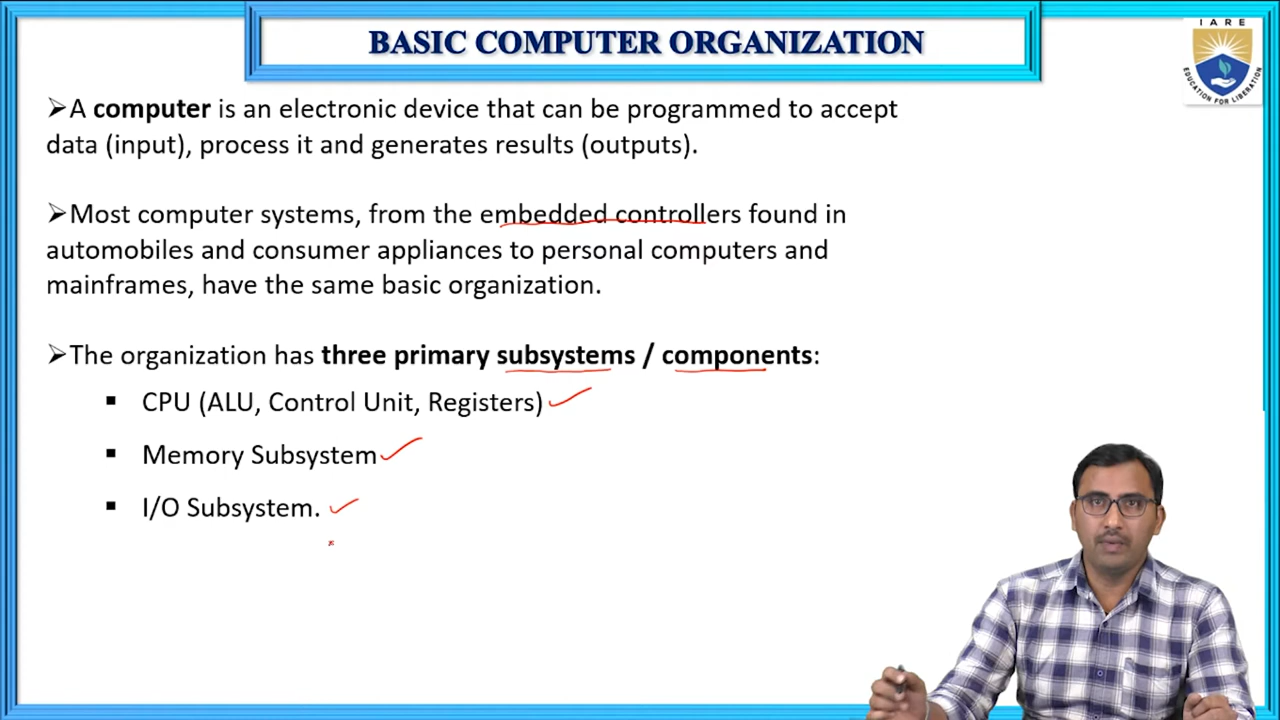 BASIC COMPUTER ORGANIZATION
IARE
EDUCATION FOR LIBERATION
➢A computer is an electronic device that can be programmed to accept
data (input), process it and generates results (outputs).
➢Most computer systems, from the embedded controllers found in
automobiles and consumer appliances to personal computers and
mainframes, have the same basic organization.
➢The organization has three primary subsystems / components:
▪ CPU (ALU, Control Unit, Registers)
▪ Memory Subsystem
▪ I/O Subsystem.